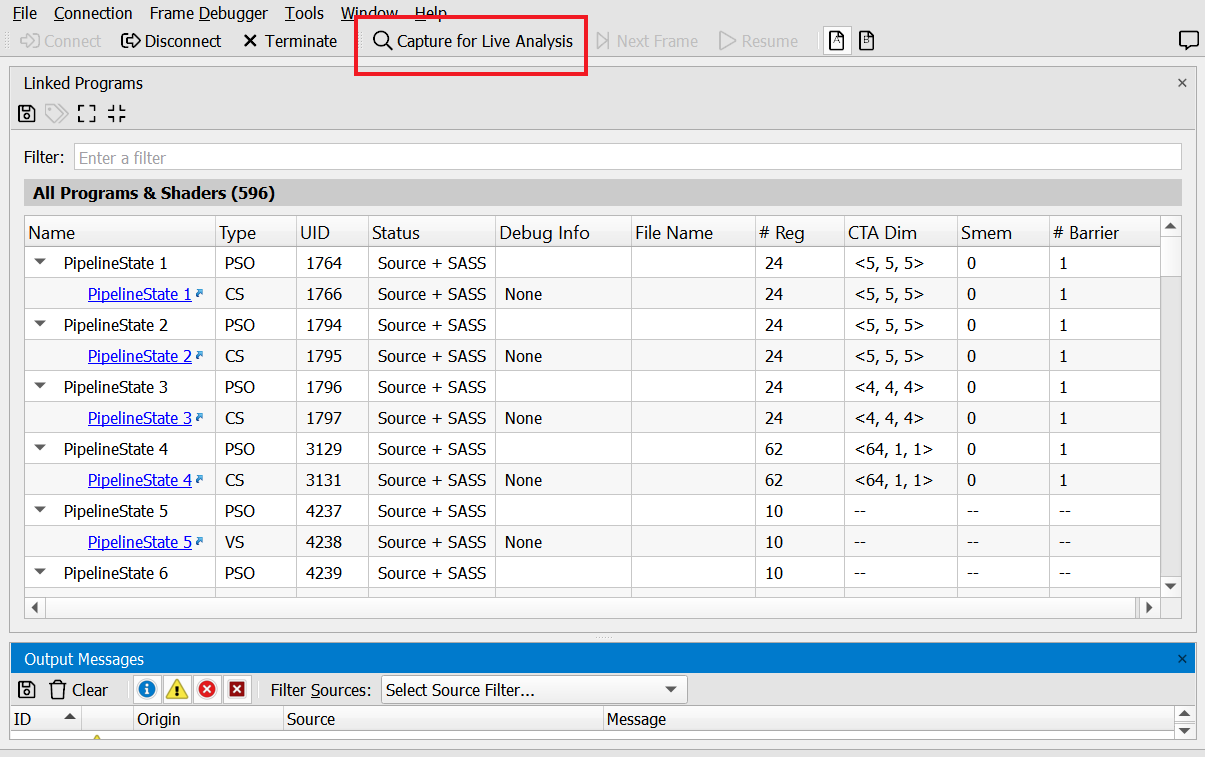 File Connection Frame Debugger Tools Window Help
Connect Disconnect Terminate Capture for Live Analysis Next Frame Resume A B
Linked Programs
Filter: Enter a filter
All Programs & Shaders (596)
Name Type UID Status Debug Info File Name # Reg CTA Dim Smem # Barrier
PipelineState 1 PSO 1764 Source + SASS 24 <5, 5, 5> 0 1
PipelineState 1 CS 1766 Source + SASS None 24 <5, 5, 5> 0 1
PipelineState 2 PSO 1794 Source + SASS 24 <5, 5, 5> 0 1
PipelineState 2 CS 1795 Source + SASS None 24 <5, 5, 5> 0 1
PipelineState 3 PSO 1796 Source + SASS 24 <4, 4, 4> 0 1
PipelineState 3 CS 1797 Source + SASS None 24 <4, 4, 4> 0 1
PipelineState 4 PSO 3129 Source + SASS 62 <64, 1, 1> 0 1
PipelineState 4 CS 3131 Source + SASS None 62 <64, 1, 1> 0 1
PipelineState 5 PSO 4237 Source + SASS 10 -- -- --
PipelineState 5 VS 4238 Source + SASS None 10 -- -- --
PipelineState 6 PSO 4239 Source + SASS 10 -- -- --
Output Messages
Clear Filter Sources: Select Source Filter...
ID Origin Source Message